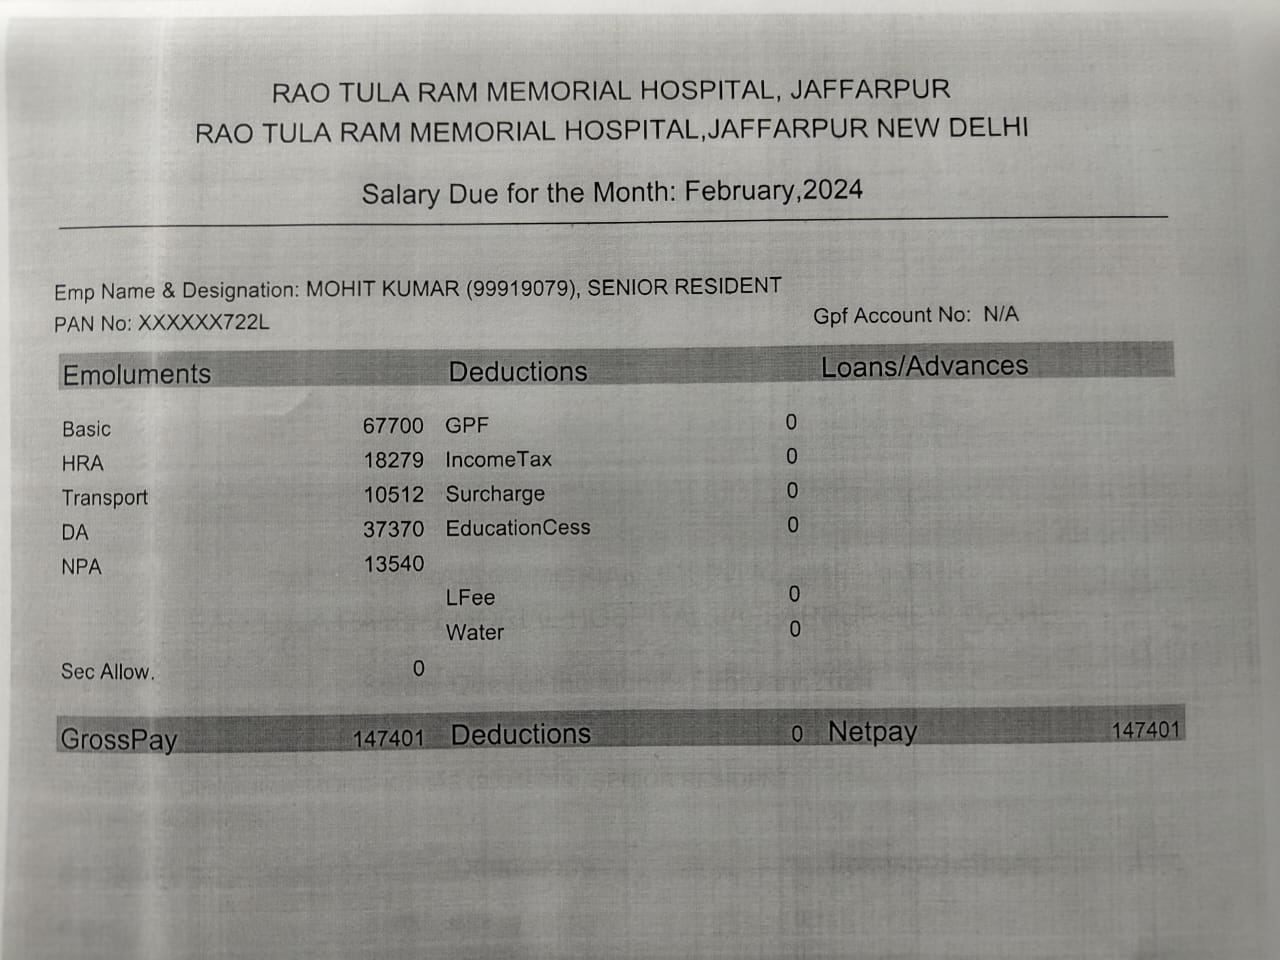 RAO TULA RAM MEMORIAL HOSPITAL, JAFFARPUR
RAO TULA RAM MEMORIAL HOSPITAL,JAFFARPUR NEW DELHI
Salary Due for the Month: February,2024
Emp Name & Designation: MOHIT KUMAR (99919079), SENIOR RESIDENT
PAN No: XXXXXX722L Gpf Account No: N/A
Emoluments Deductions Loans/Advances
Basic 67700 GPF 0
HRA 18279 IncomeTax 0
Transport 10512 Surcharge 0
DA 37370 EducationCess 0
NPA 13540
LFee 0
Water 0
Sec Allow. 0
GrossPay 147401 Deductions 0 Netpay 147401